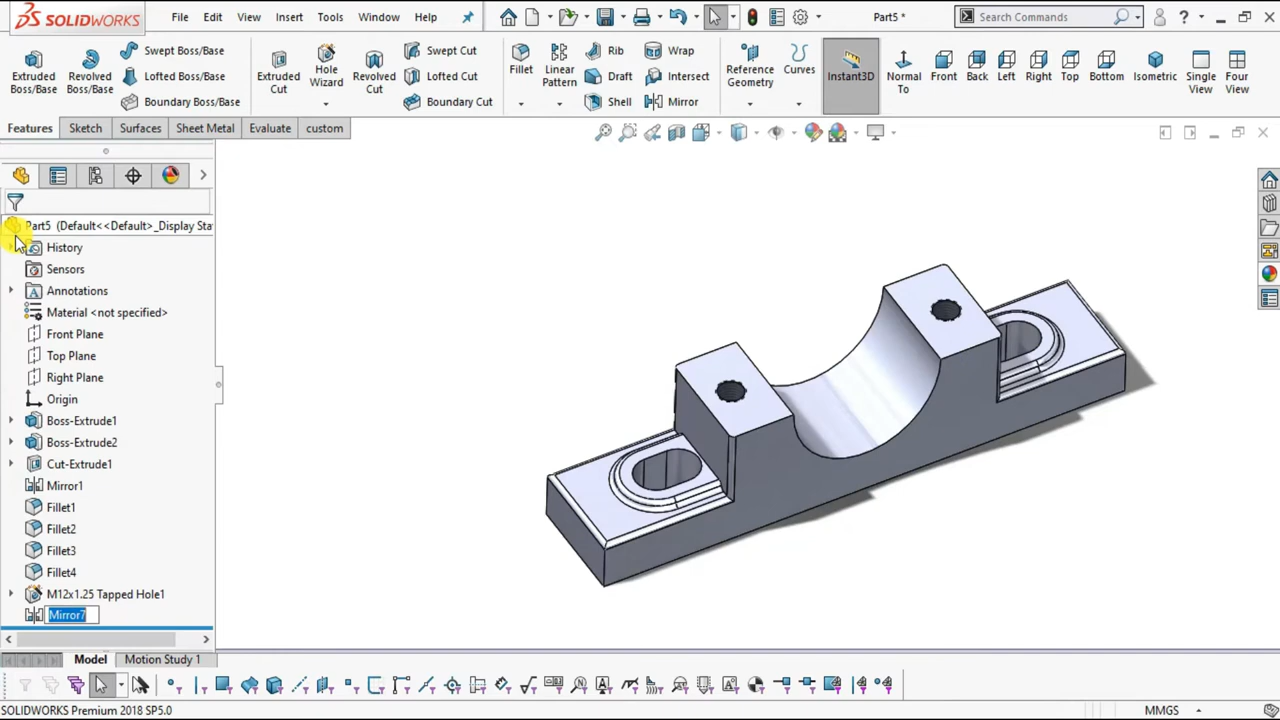 SOLIDWORKS File Edit View Insert Tools Window Help Part5 * Search Commands ?
Extruded Boss/Base
Revolved Boss/Base
Swept Boss/Base
Lofted Boss/Base
Boundary Boss/Base
Extruded Cut
Hole Wizard
Revolved Cut
Swept Cut
Lofted Cut
Boundary Cut
Fillet
Linear Pattern
Rib
Draft
Shell
Wrap
Intersect
Mirror
Reference Geometry
Curves
Instant3D
Normal To
Front
Back
Left
Right
Top
Bottom
Isometric
Single View
Four View
Features Sketch Surfaces Sheet Metal Evaluate custom
Part5 (Default<<Default>_Display Sta
History
Sensors
Annotations
Material <not specified>
Front Plane
Top Plane
Right Plane
Origin
Boss-Extrude1
Boss-Extrude2
Cut-Extrude1
Mirror1
Fillet1
Fillet2
Fillet3
Fillet4
M12x1.25 Tapped Hole1
Mirror7
Model Motion Study 1
SOLIDWORKS Premium 2018 SP5.0 MMGS